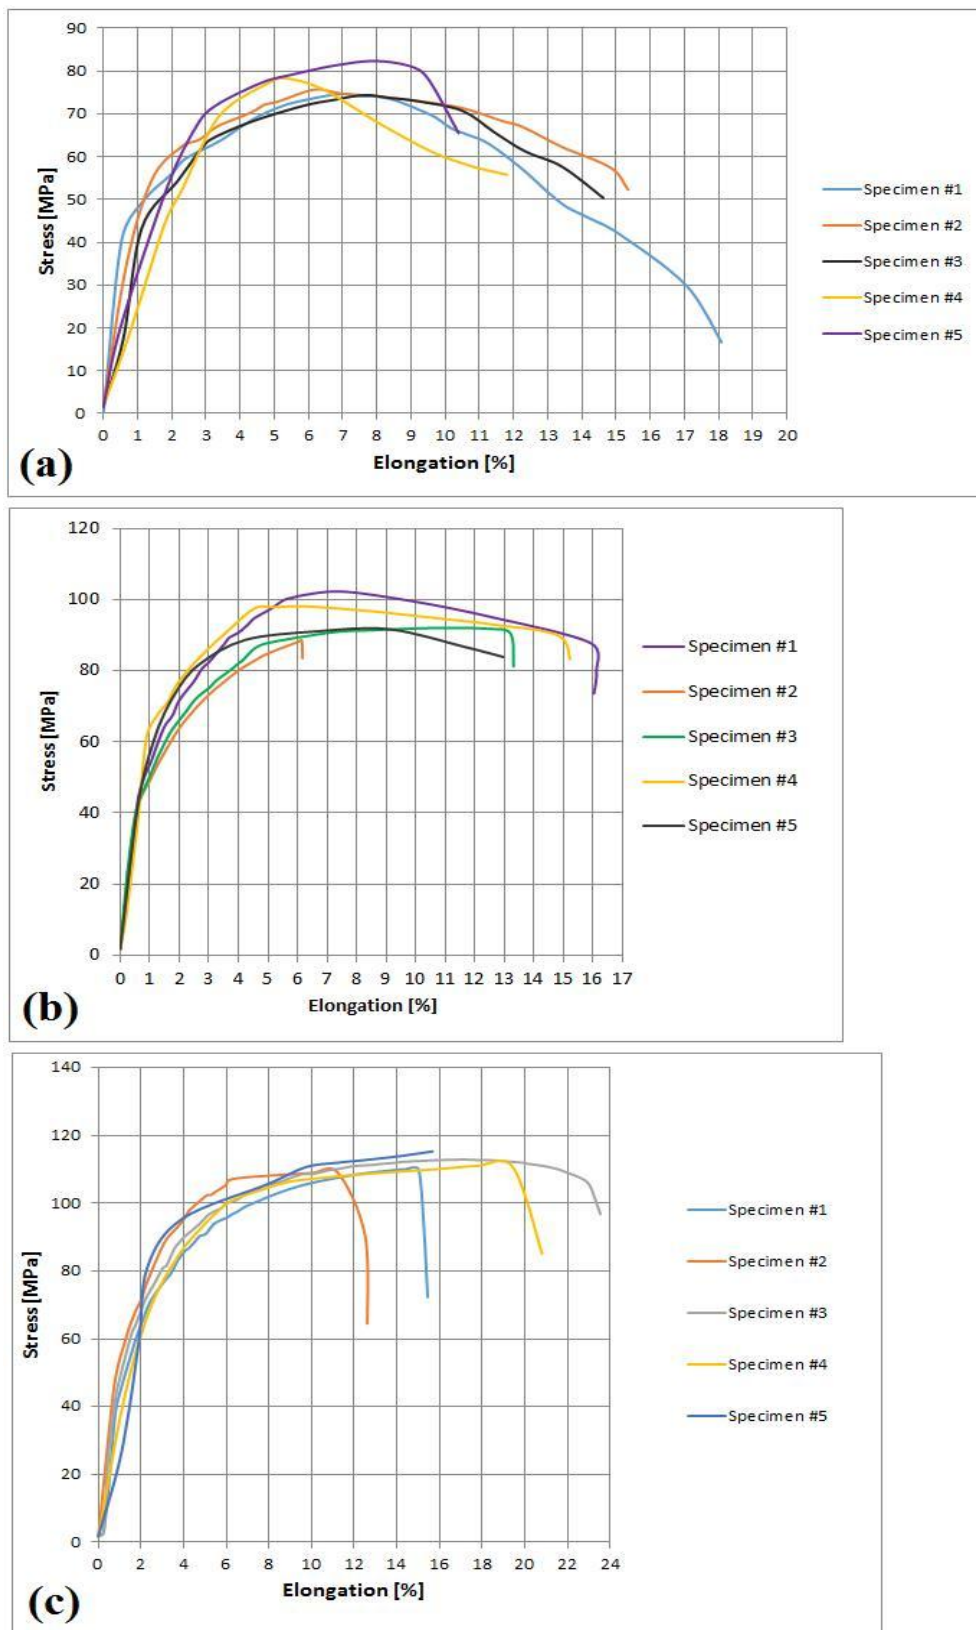 90
80
70
60
50
40
30
20
10
0
Stress [MPa]
0 1 2 3 4 5 6 7 8 9 10 11 12 13 14 15 16 17 18 19 20
Elongation [%]
Specimen #1
Specimen #2
Specimen #3
Specimen #4
Specimen #5
(a)
120
100
80
60
40
20
0
Stress [MPa]
0 1 2 3 4 5 6 7 8 9 10 11 12 13 14 15 16 17
Elongation [%]
Specimen #1
Specimen #2
Specimen #3
Specimen #4
Specimen #5
(b)
140
120
100
80
60
40
20
0
Stress [MPa]
0 2 4 6 8 10 12 14 16 18 20 22 24
Elongation [%]
Specimen #1
Specimen #2
Specimen #3
Specimen #4
Specimen #5
(c)